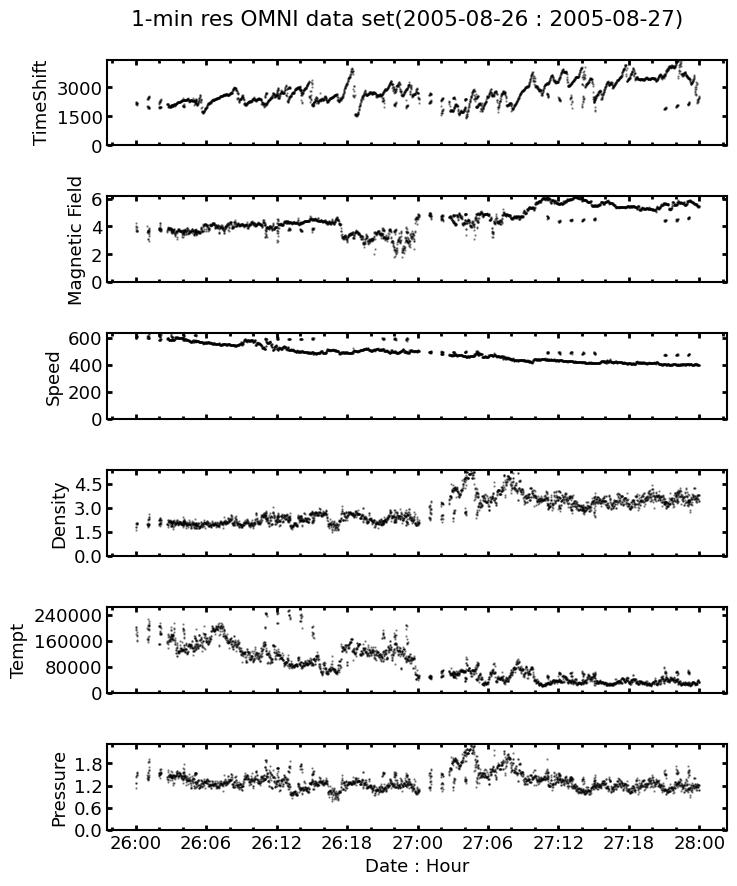 1-min res OMNI data set(2005-08-26 : 2005-08-27)
TimeShift
3000
1500
0
Magnetic Field
6
4
2
0
Speed
600
400
200
0
Density
4.5
3.0
1.5
0.0
Tempt
240000
160000
80000
0
Pressure
1.8
1.2
0.6
0.0
26:00 26:06 26:12 26:18 27:00 27:06 27:12 27:18 28:00
Date : Hour